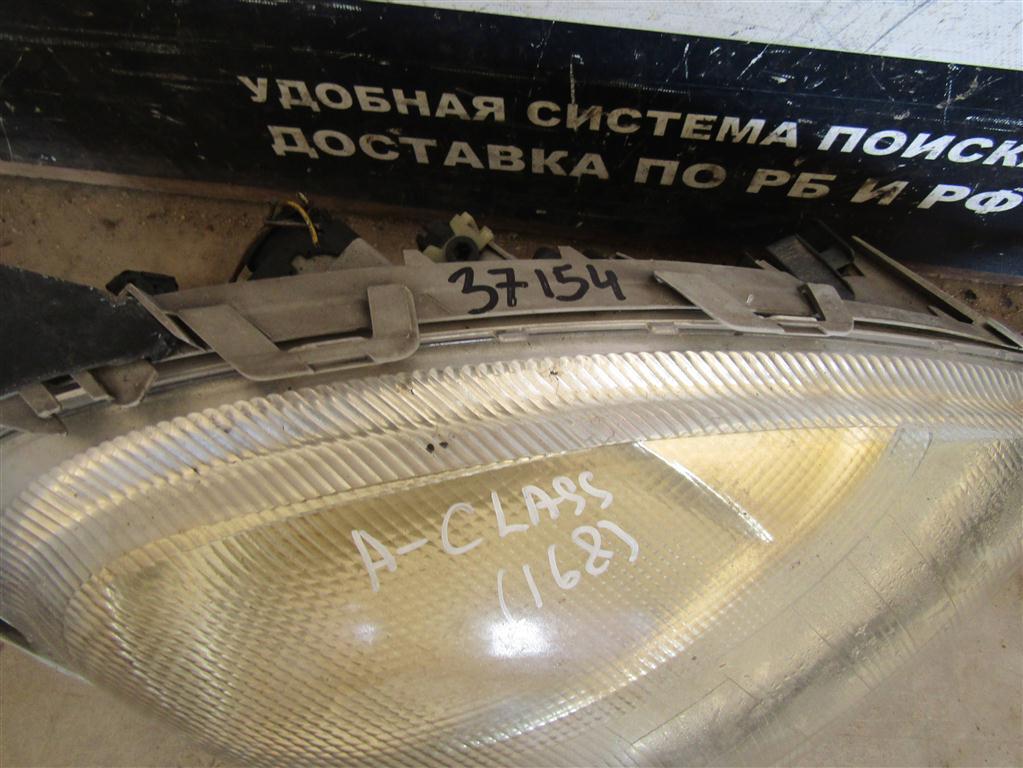 УДОБНАЯ СИСТЕМА ПОИСК
ДОСТАВКА ПО РБ И РФ
37154
A-CLASS
(168)